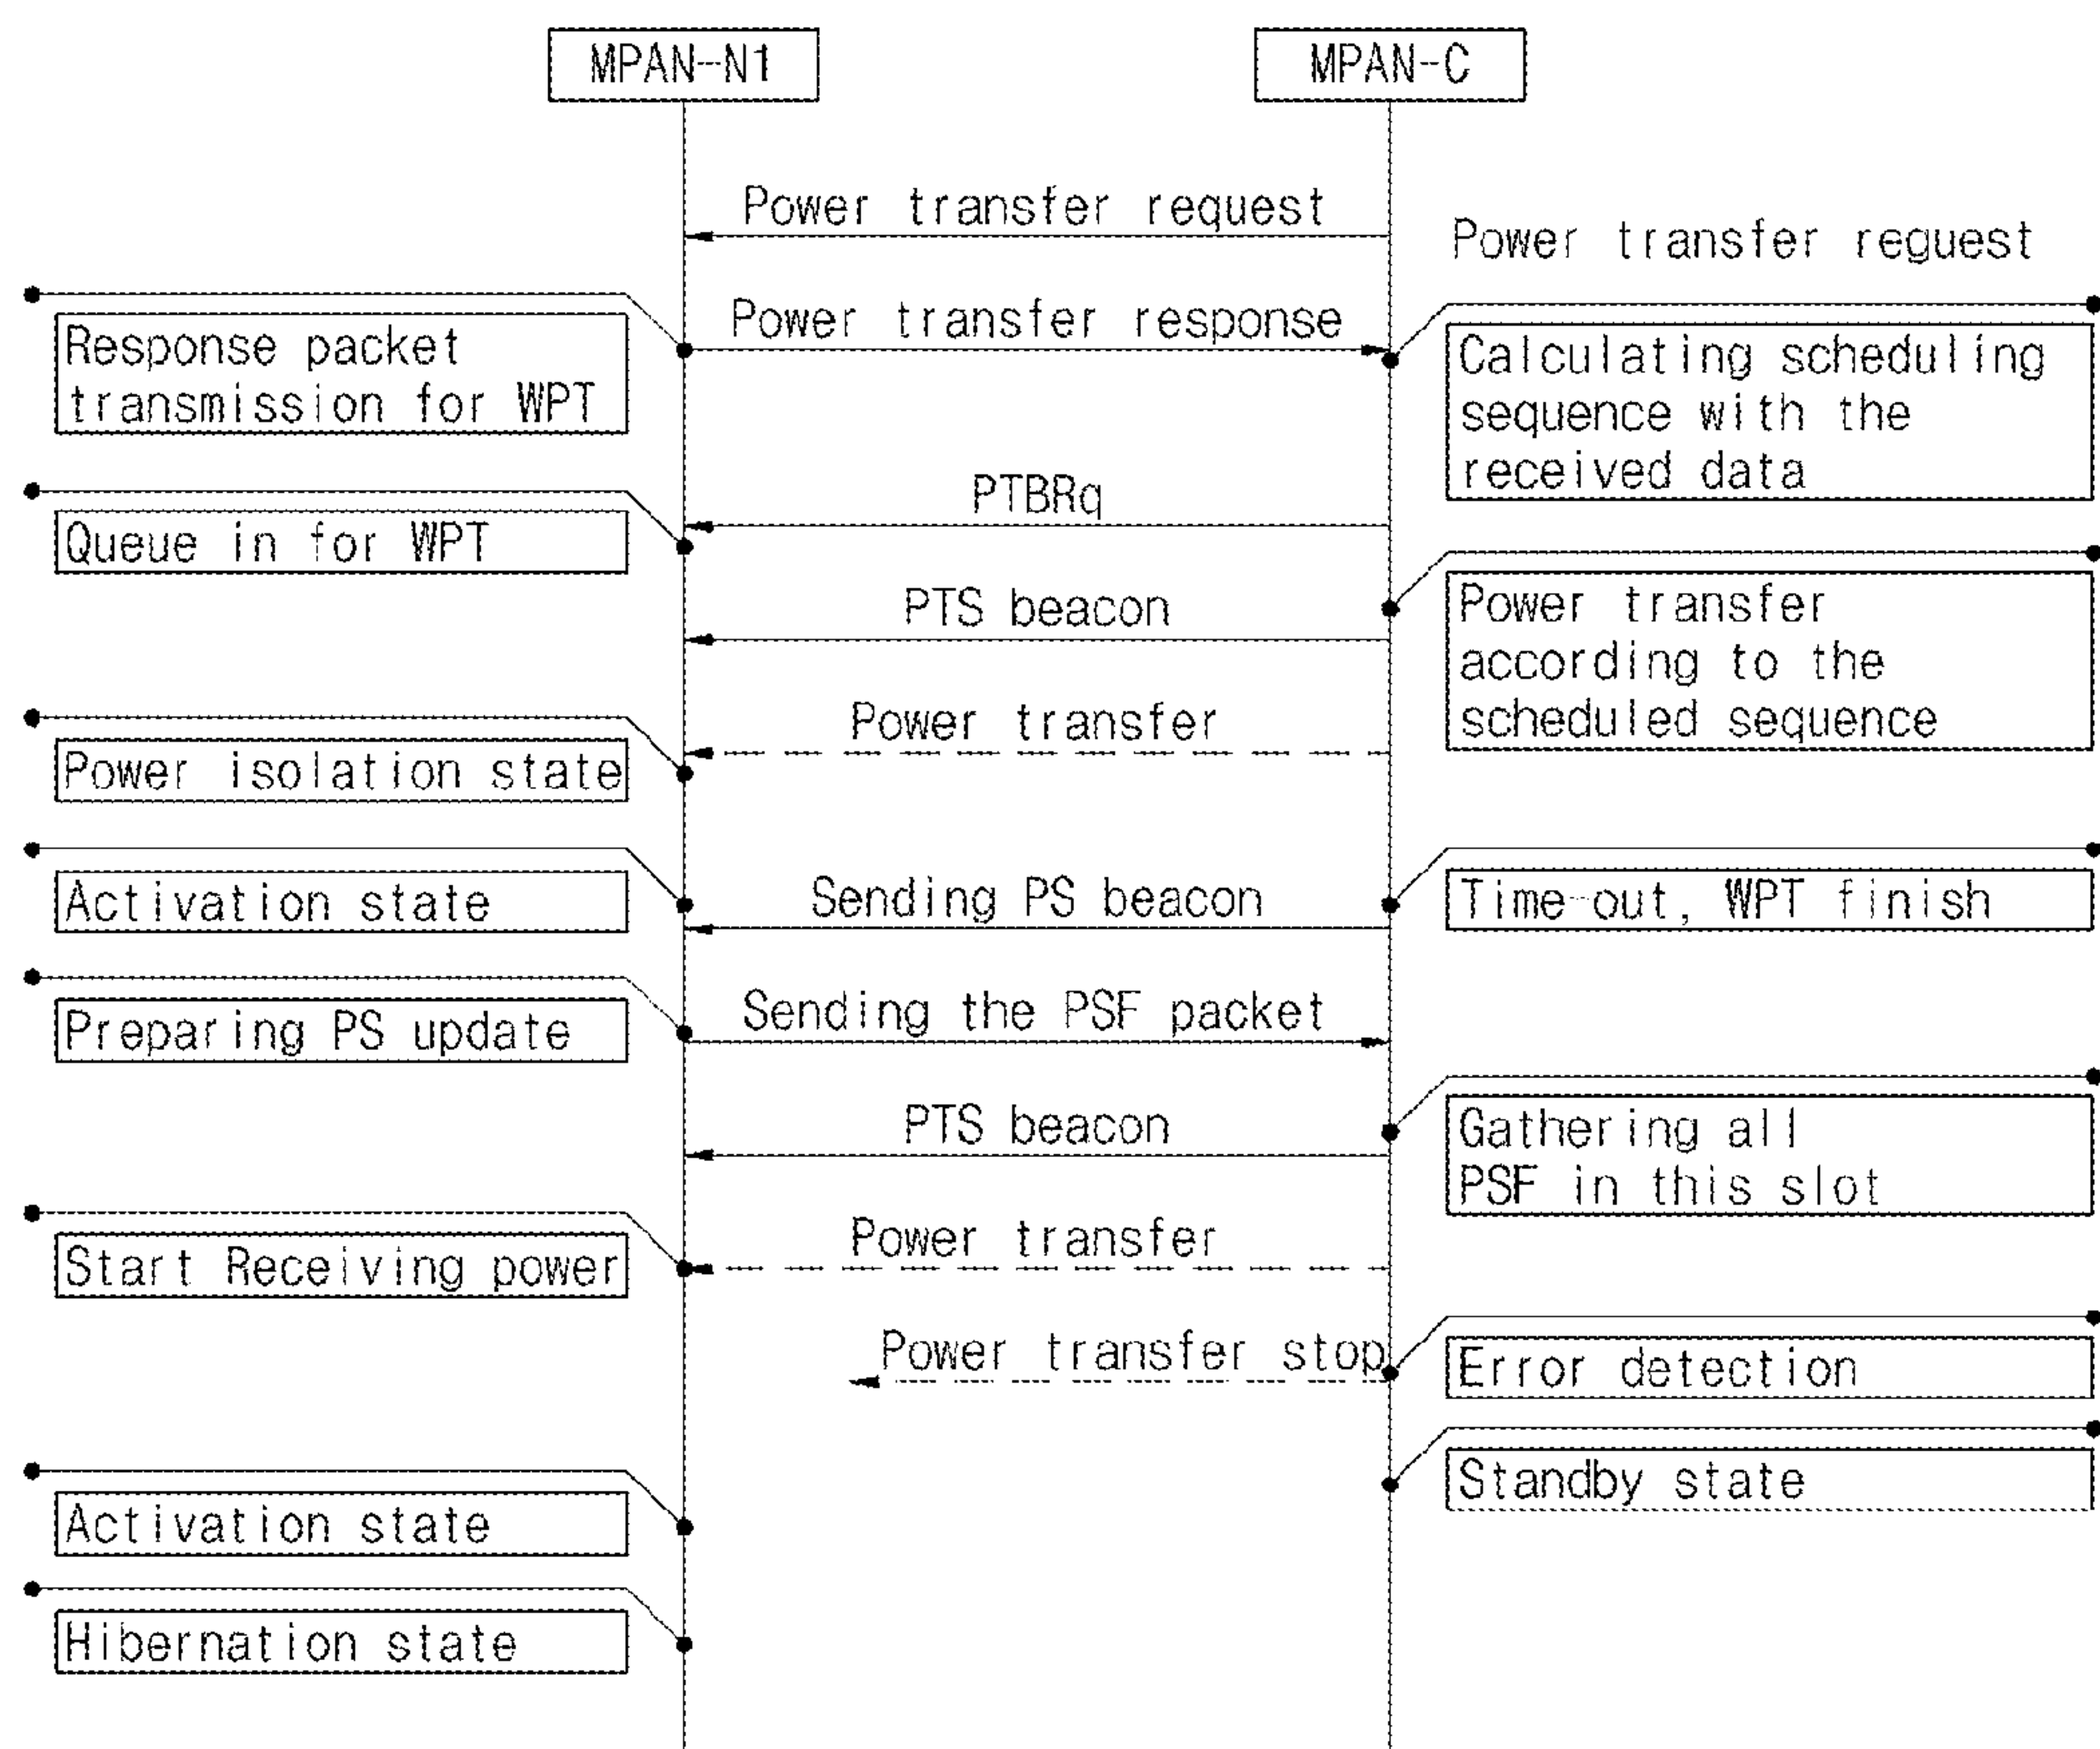 MPAN-N1
MPAN-C
Power transfer request
Power transfer reguest
Response packet
transmission for WPT
Power transfer response
Calculating scheduling
sequence with the
received data
PTBRq
Queue in for WPT
PTS beacon
Power transfer
according to the
scheduled sequence
Power transfer
Power isolation state
Activation state
Sending PS beacon
Time-out, WPT finish
Preparing PS update
Sending the PSF packet
PTS beacon
Gathering all
PSF in this slot
Power transfer
Start Receiving power
Power transfer stop
Error detection
Standby state
Activation state
Hibernation state